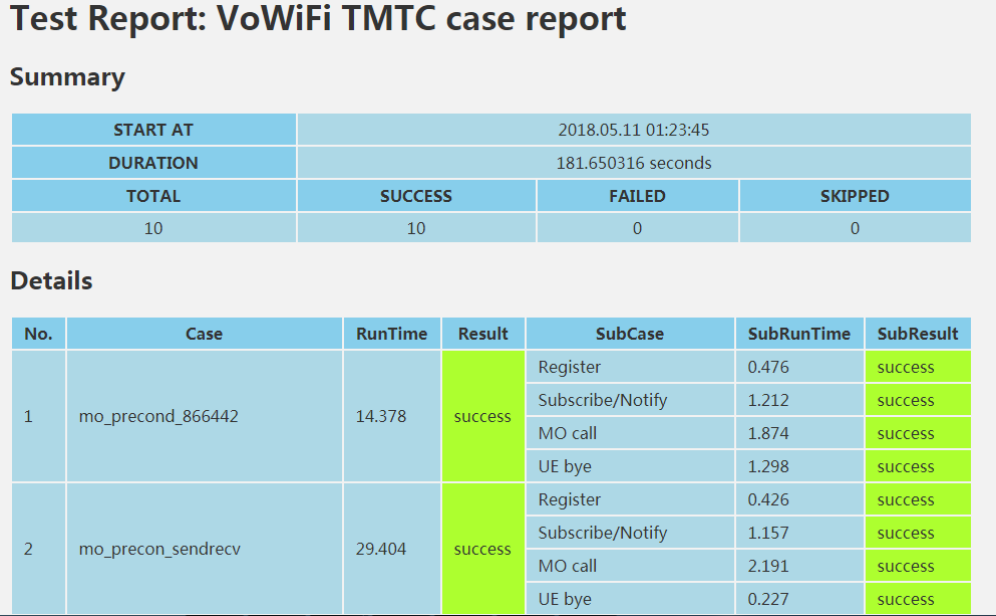 Test Report: VoWiFi TMTC case report
Summary
START AT 2018.05.11 01:23:45
DURATION 181.650316 seconds
TOTAL SUCCESS FAILED SKIPPED
10 10 0 0
Details
No. Case RunTime Result SubCase SubRunTime SubResult
1 mo_precond_866442 14.378 success
Register 0.476 success
Subscribe/Notify 1.212 success
MO call 1.874 success
UE bye 1.298 success
2 mo_precon_sendrecv 29.404 success
Register 0.426 success
Subscribe/Notify 1.157 success
MO call 2.191 success
UE bye 0.227 success